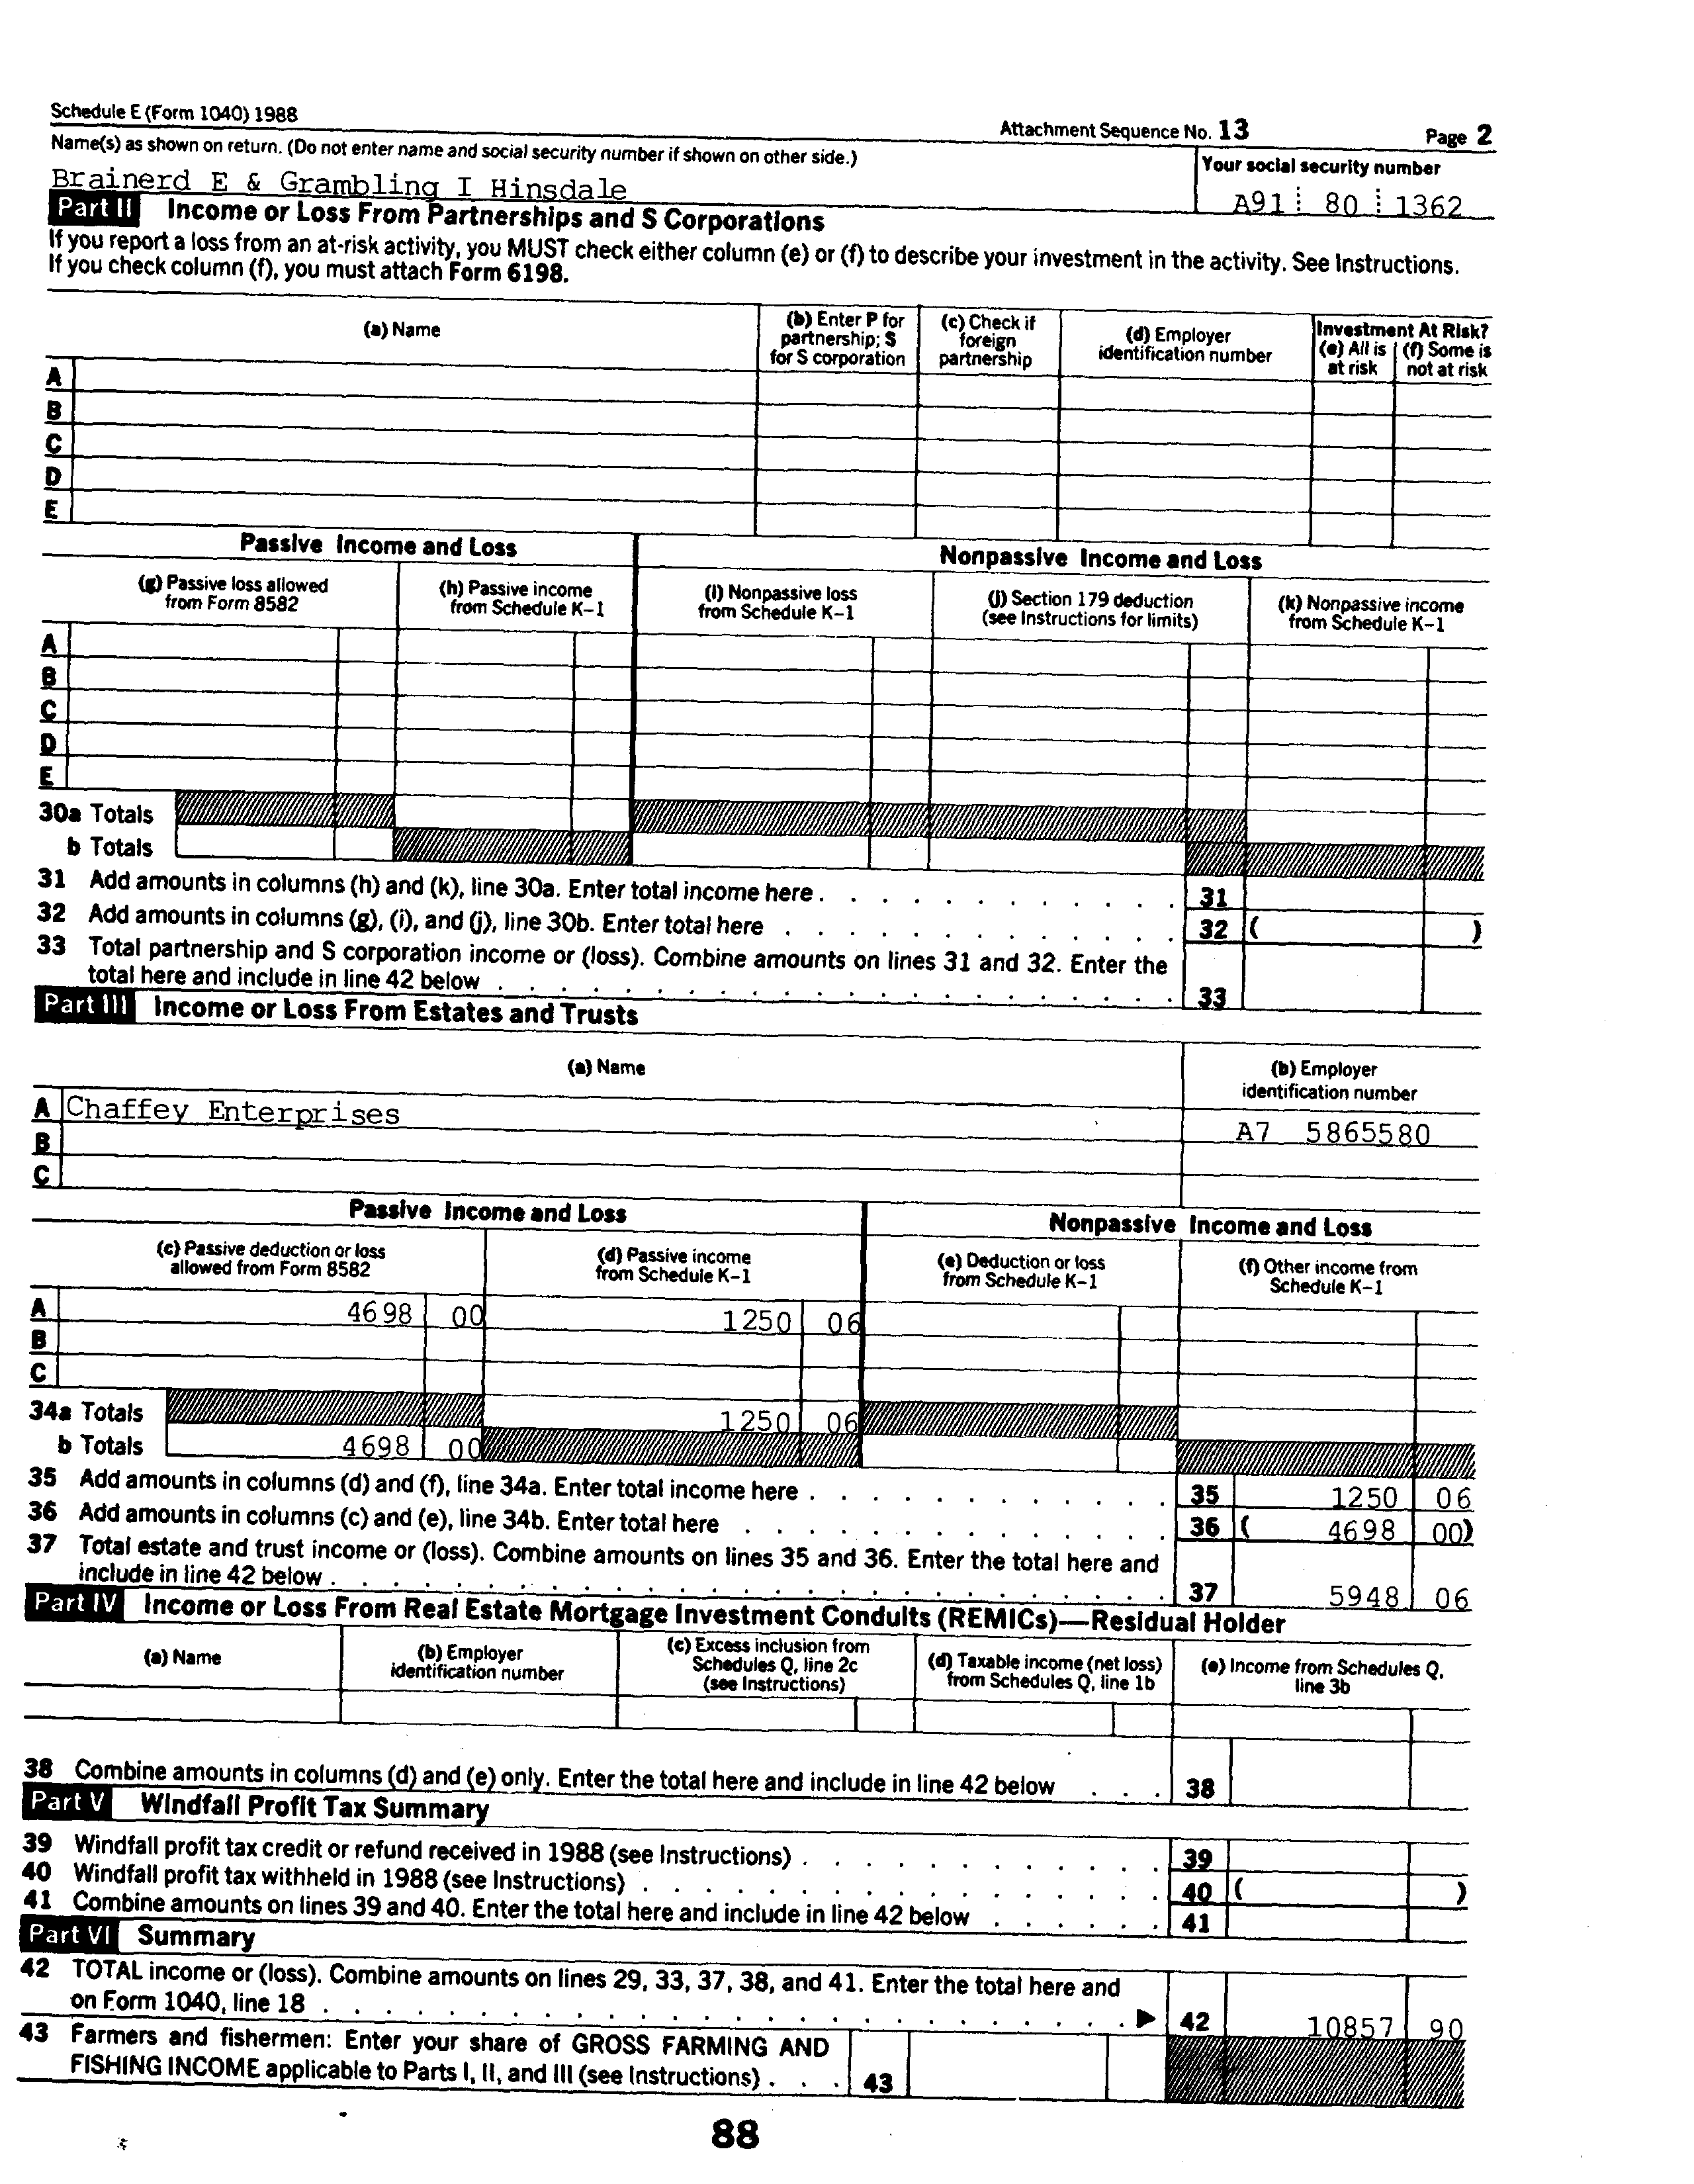 Schedule E (Form 1040) 1988 Attachment Sequence No. 13 Page 2
Name(s) as shown on return. (Do not enter name and social security number if shown on other side.) Your social security number
Brainerd E & Grambling I Hinsdale A91 80 1362
Part II Income or Loss From Partnerships and S Corporations
If you report a loss from an at-risk activity, you MUST check either column (e) or (f) to describe your investment in the activity. See Instructions.
If you check column (f), you must attach Form 6198.
(a) Name
(b) Enter P for partnership; S for S corporation
(c) Check if foreign partnership
(d) Employer identification number
Investment At Risk?
(e) All is at risk
(f) Some is not at risk
A
B
C
D
E
Passive Income and Loss Nonpassive Income and Loss
(g) Passive loss allowed from Form 8582
(h) Passive income from Schedule K-1
(i) Nonpassive loss from Schedule K-1
(j) Section 179 deduction (see Instructions for limits)
(k) Nonpassive income from Schedule K-1
A
B
C
D
E
30a Totals
b Totals
31 Add amounts in columns (h) and (k), line 30a. Enter total income here . . . 31
32 Add amounts in columns (g), (i), and (j), line 30b. Enter total here . . . 32 ( )
33 Total partnership and S corporation income or (loss). Combine amounts on lines 31 and 32. Enter the
total here and include in line 42 below . . . 33
Part III Income or Loss From Estates and Trusts
(a) Name
(b) Employer identification number
A Chaffey Enterprises A7 5865580
B
C
Passive Income and Loss Nonpassive Income and Loss
(c) Passive deduction or loss allowed from Form 8582
(d) Passive income from Schedule K-1
(e) Deduction or loss from Schedule K-1
(f) Other income from Schedule K-1
A 4698 00 1250 06
B
C
34a Totals 1250 06
b Totals 4698 00
35 Add amounts in columns (d) and (f), line 34a. Enter total income here . . . 35 1250 06
36 Add amounts in columns (c) and (e), line 34b. Enter total here . . . 36 ( 4698 00)
37 Total estate and trust income or (loss). Combine amounts on lines 35 and 36. Enter the total here and
include in line 42 below . . . 37 5948 06
Part IV Income or Loss From Real Estate Mortgage Investment Conduits (REMICs)—Residual Holder
(a) Name
(b) Employer identification number
(c) Excess inclusion from Schedules Q, line 2c (see Instructions)
(d) Taxable income (net loss) from Schedules Q, line 1b
(e) Income from Schedules Q, line 3b
38 Combine amounts in columns (d) and (e) only. Enter the total here and include in line 42 below . . . 38
Part V Windfall Profit Tax Summary
39 Windfall profit tax credit or refund received in 1988 (see Instructions) . . . 39
40 Windfall profit tax withheld in 1988 (see Instructions) . . . 40 ( )
41 Combine amounts on lines 39 and 40. Enter the total here and include in line 42 below . . . 41
Part VI Summary
42 TOTAL income or (loss). Combine amounts on lines 29, 33, 37, 38, and 41. Enter the total here and
on Form 1040, line 18 . . . ▶ 42 10857 90
43 Farmers and fishermen: Enter your share of GROSS FARMING AND
FISHING INCOME applicable to Parts I, II, and III (see Instructions) . . . 43
88